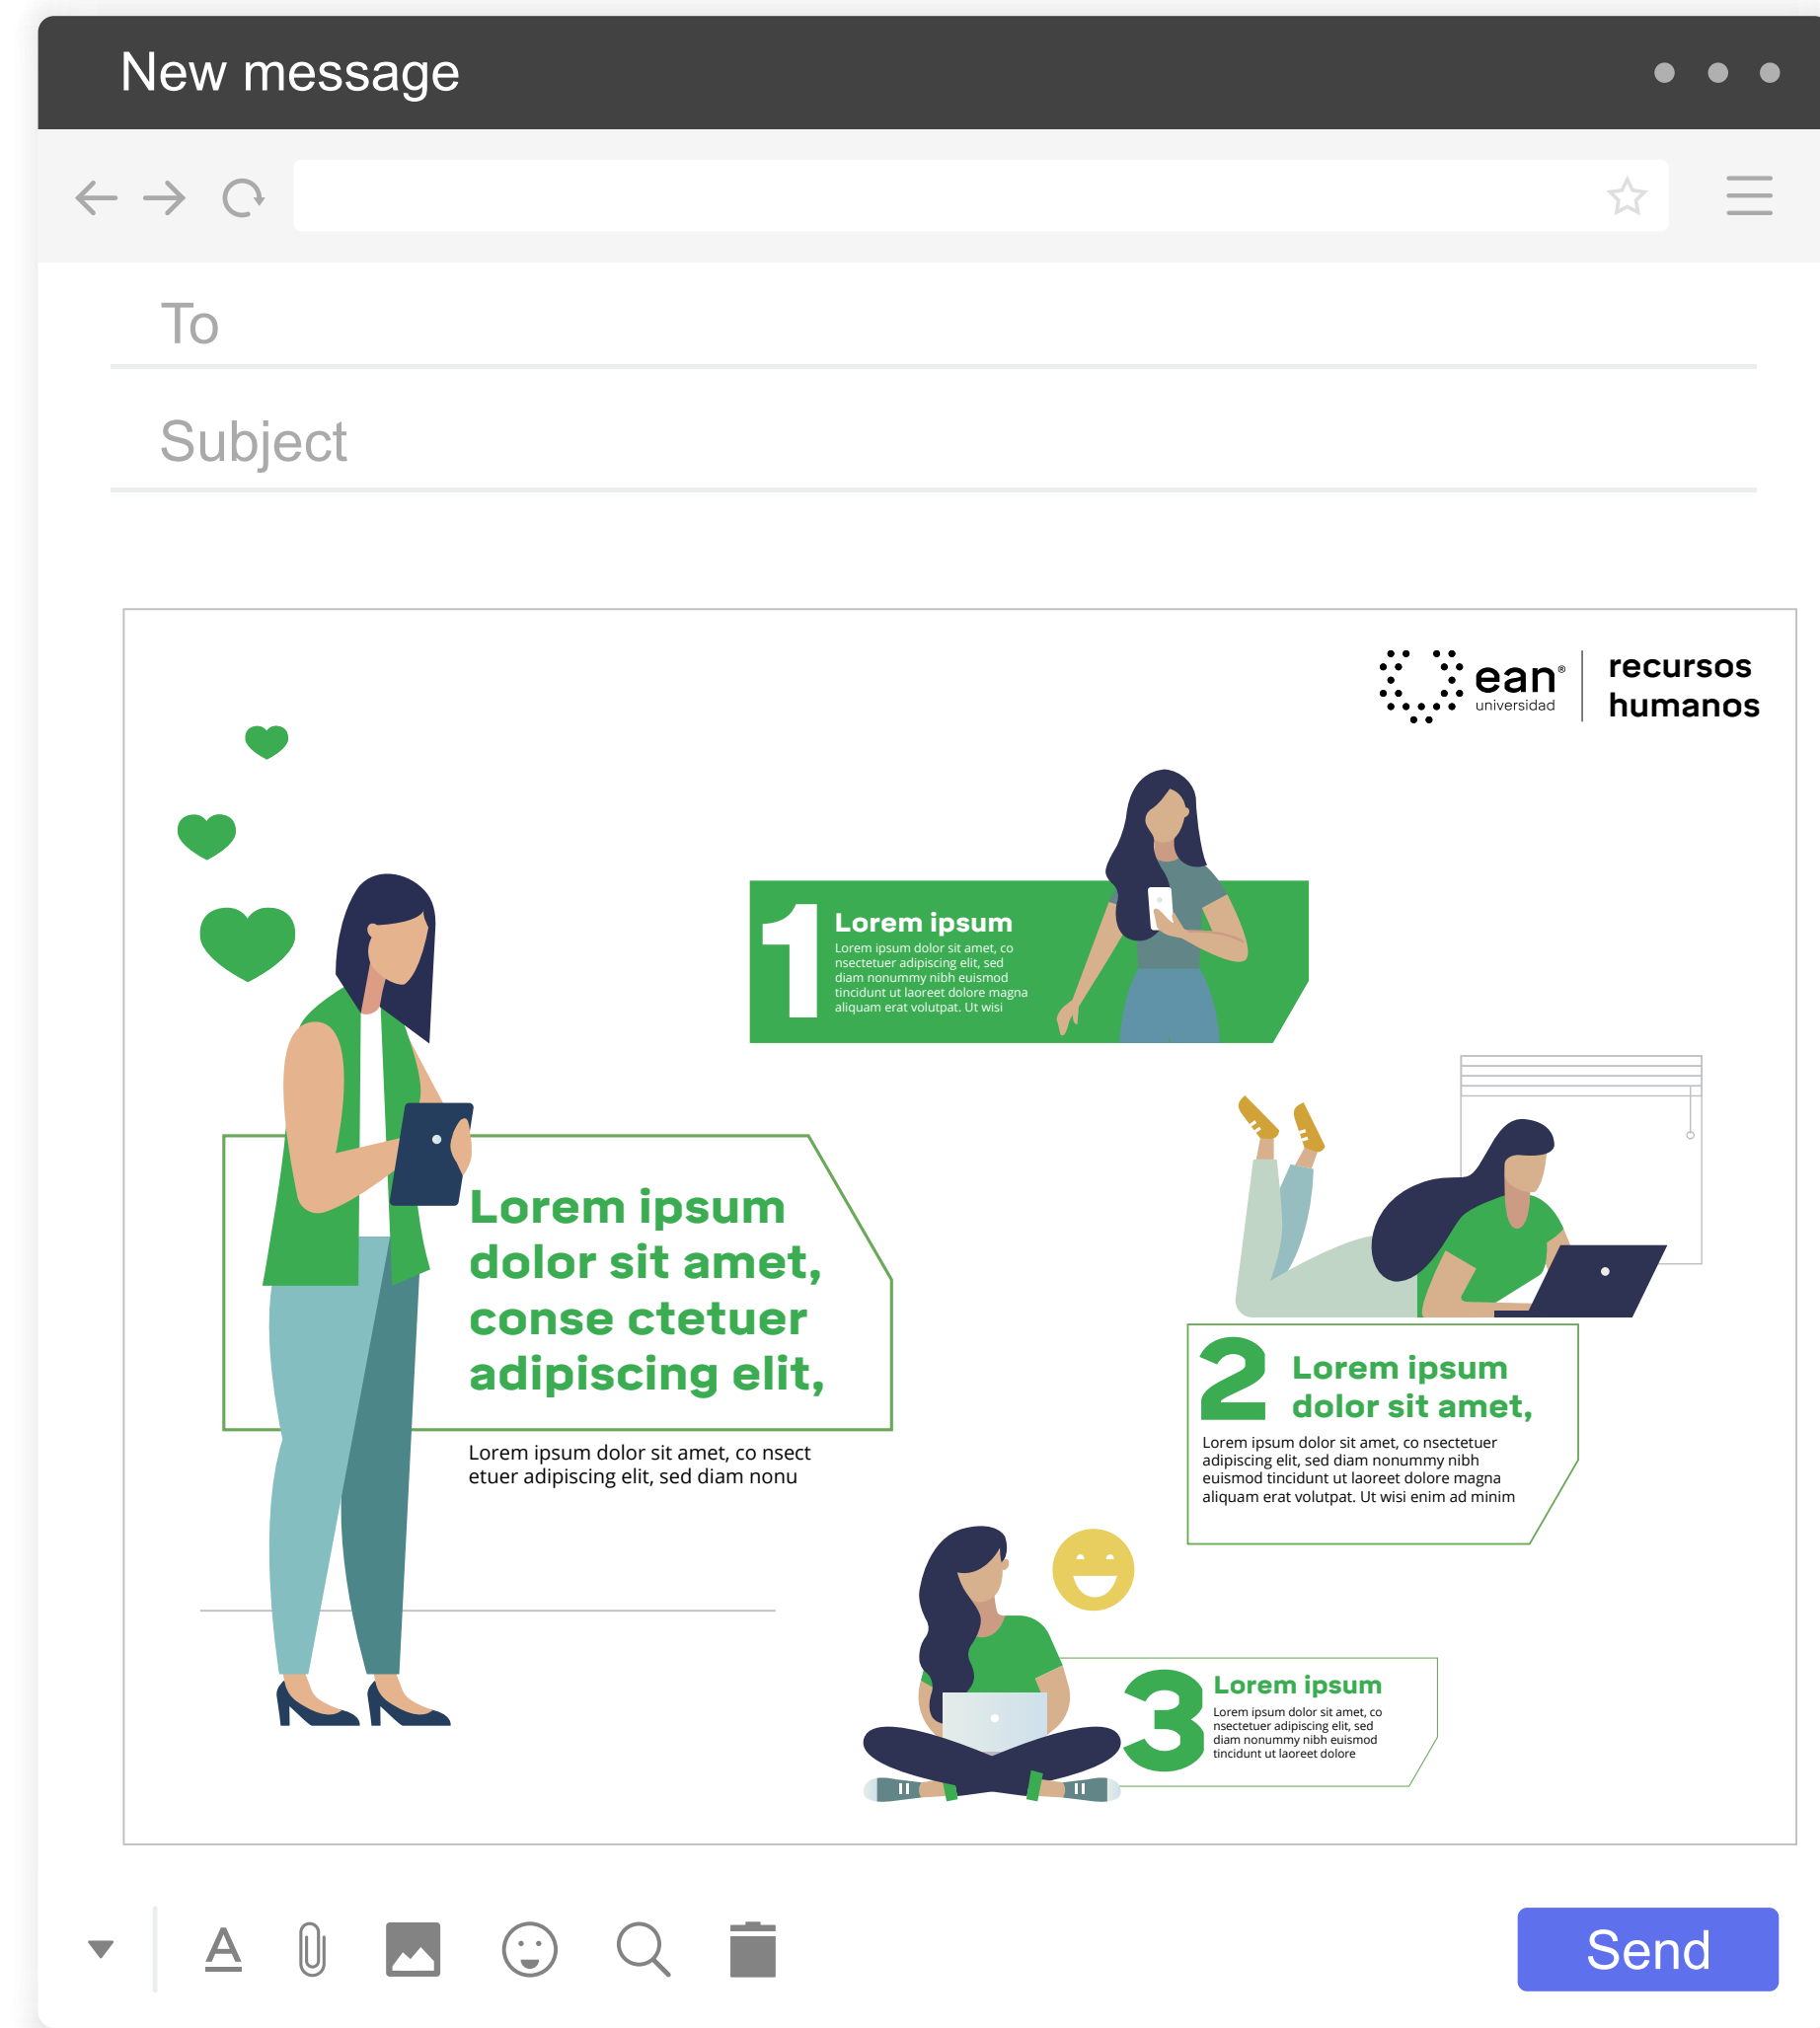 New message
To
Subject
ean®
universidad
recursos
humanos
1
Lorem ipsum
Lorem ipsum dolor sit amet, co
nsectetuer adipiscing elit, sed
diam nonummy nibh euismod
tincidunt ut laoreet dolore magna
aliquam erat volutpat. Ut wisi
Lorem ipsum
dolor sit amet,
conse ctetuer
adipiscing elit,
Lorem ipsum dolor sit amet, co nsect
etuer adipiscing elit, sed diam nonu
2
Lorem ipsum
dolor sit amet,
Lorem ipsum dolor sit amet, co nsectetuer
adipiscing elit, sed diam nonummy nibh
euismod tincidunt ut laoreet dolore magna
aliquam erat volutpat. Ut wisi enim ad minim
3
Lorem ipsum
Lorem ipsum dolor sit amet, co
nsectetuer adipiscing elit, sed
diam nonummy nibh euismod
tincidunt ut laoreet dolore
A
Send